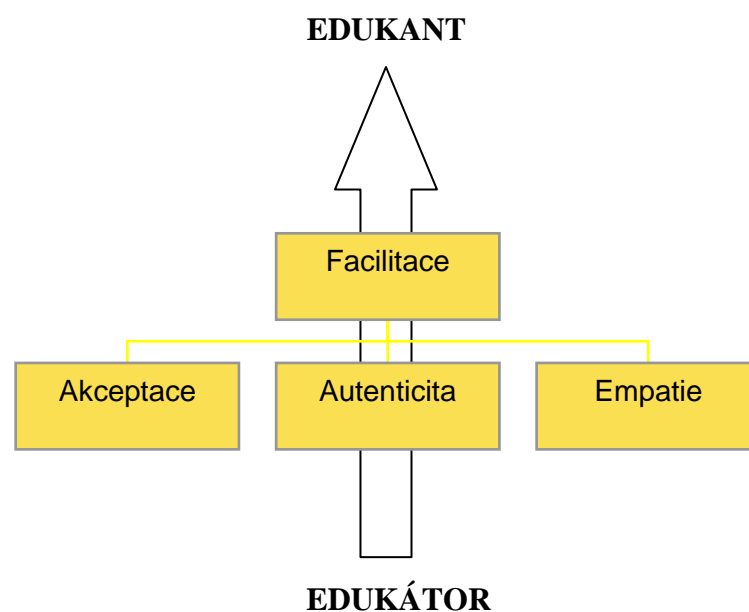 EDUKANT
Facilitace
Akceptace
Autenticita
Empatie
EDUKÁTOR